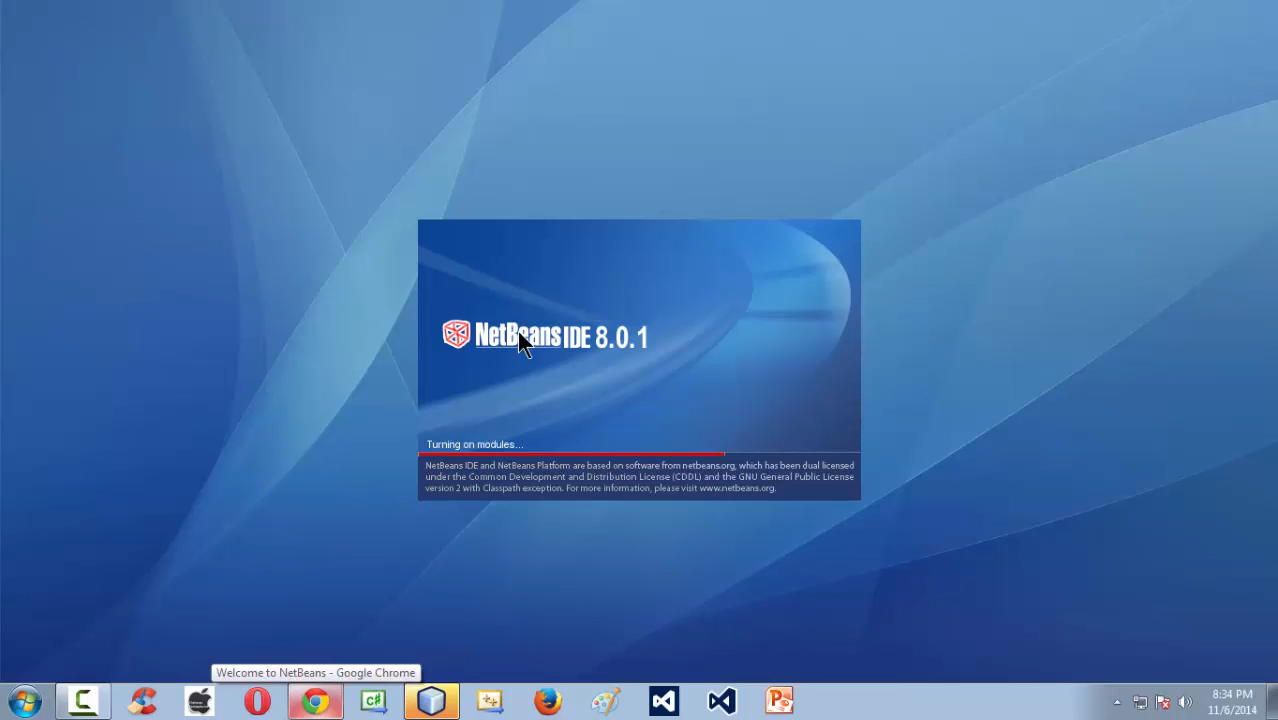 NetBeans IDE 8.0.1
Turning on modules...
NetBeans IDE and NetBeans Platform are based on software from netbeans.org, which has been dual licensed
under the Common Development and Distribution License (CDDL) and the GNU General Public License
version 2 with Classpath exception. For more information, please visit www.netbeans.org.
Welcome to NetBeans - Google Chrome
C#
8:34 PM
11/6/2014